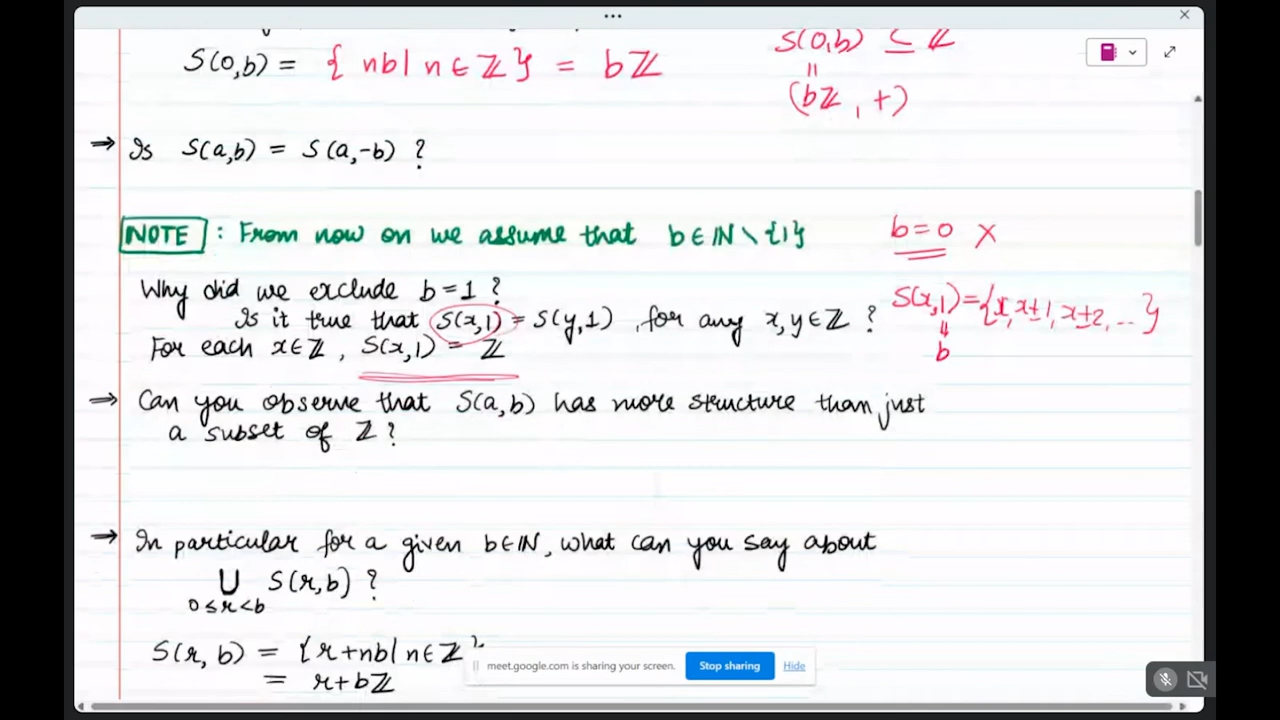 S(0,b) = { nb | n ∈ ℤ } = bℤ
S(0,b) ⊆ ℤ
=
(bℤ, +)
⇒ Is S(a,b) = S(a,-b) ?
NOTE : From now on we assume that b ∈ ℕ \ {1}
b = 0 ×
Why did we exclude b = 1 ?
Is it true that S(x,1) = S(y,1), for any x, y ∈ ℤ ?
For each x ∈ ℤ, S(x,1) = ℤ
S(x,1) = {x, x±1, x±2, ...}
=
b
⇒ Can you observe that S(a,b) has more structure than just
a subset of ℤ ?
⇒ In particular for a given b ∈ ℕ, what can you say about
∪ S(r,b) ?
0 ≤ r < b
S(r, b) = {r + nb | n ∈ ℤ}
= r + bℤ
meet.google.com is sharing your screen. Stop sharing Hide